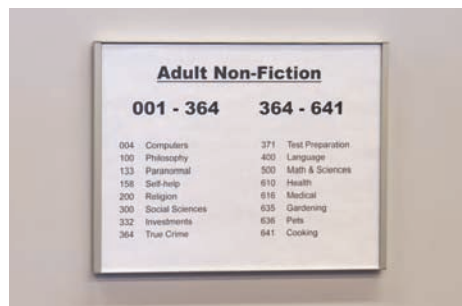 Adult Non-Fiction
001 - 364 364 - 641
004 Computers 371 Test Preparation
100 Philosophy 400 Language
133 Paranormal 500 Math & Sciences
158 Self-help 610 Health
200 Religion 616 Medical
300 Social Sciences 635 Gardening
332 Investments 636 Pets
364 True Crime 641 Cooking